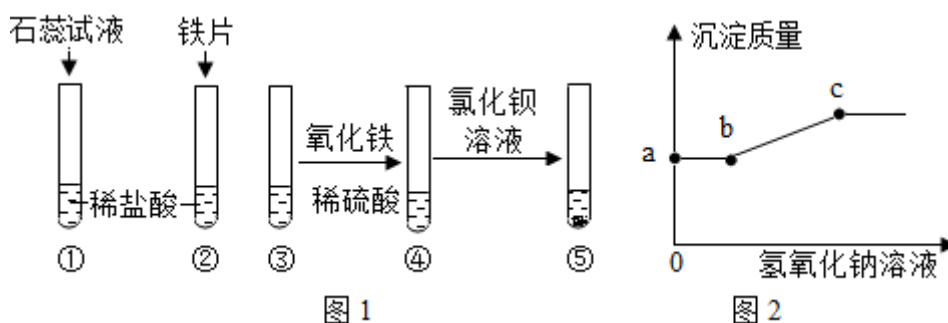 石蕊试液
铁片
稀盐酸
氧化铁
稀硫酸
氯化钡
溶液
① ② ③ ④ ⑤
图 1
沉淀质量
a
b
c
0
氢氧化钠溶液
图 2